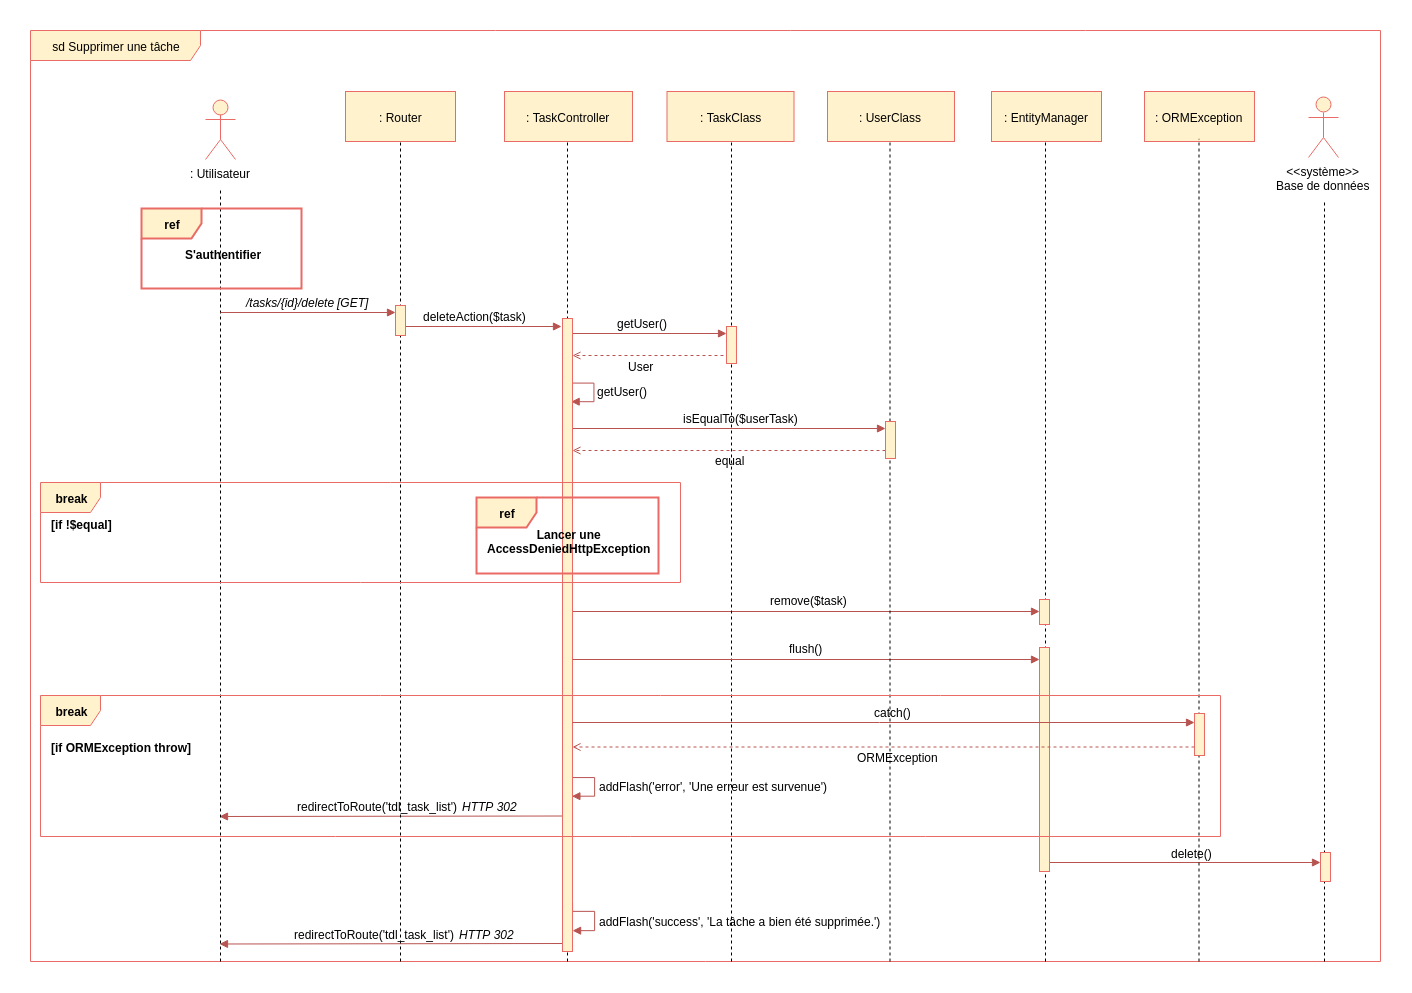 sd Supprimer une tâche
: Utilisateur
: Router
: TaskController
: TaskClass
: UserClass
: EntityManager
: ORMException
<<système>>
Base de données
ref
S'authentifier
/tasks/{id}/delete [GET]
deleteAction($task)
getUser()
User
getUser()
isEqualTo($userTask)
equal
break
[if !$equal]
ref
Lancer une
AccessDeniedHttpException
remove($task)
flush()
break
[if ORMException throw]
catch()
ORMException
addFlash('error', 'Une erreur est survenue')
redirectToRoute('tdl_task_list') HTTP 302
delete()
addFlash('success', 'La tâche a bien été supprimée.')
redirectToRoute('tdl_task_list') HTTP 302